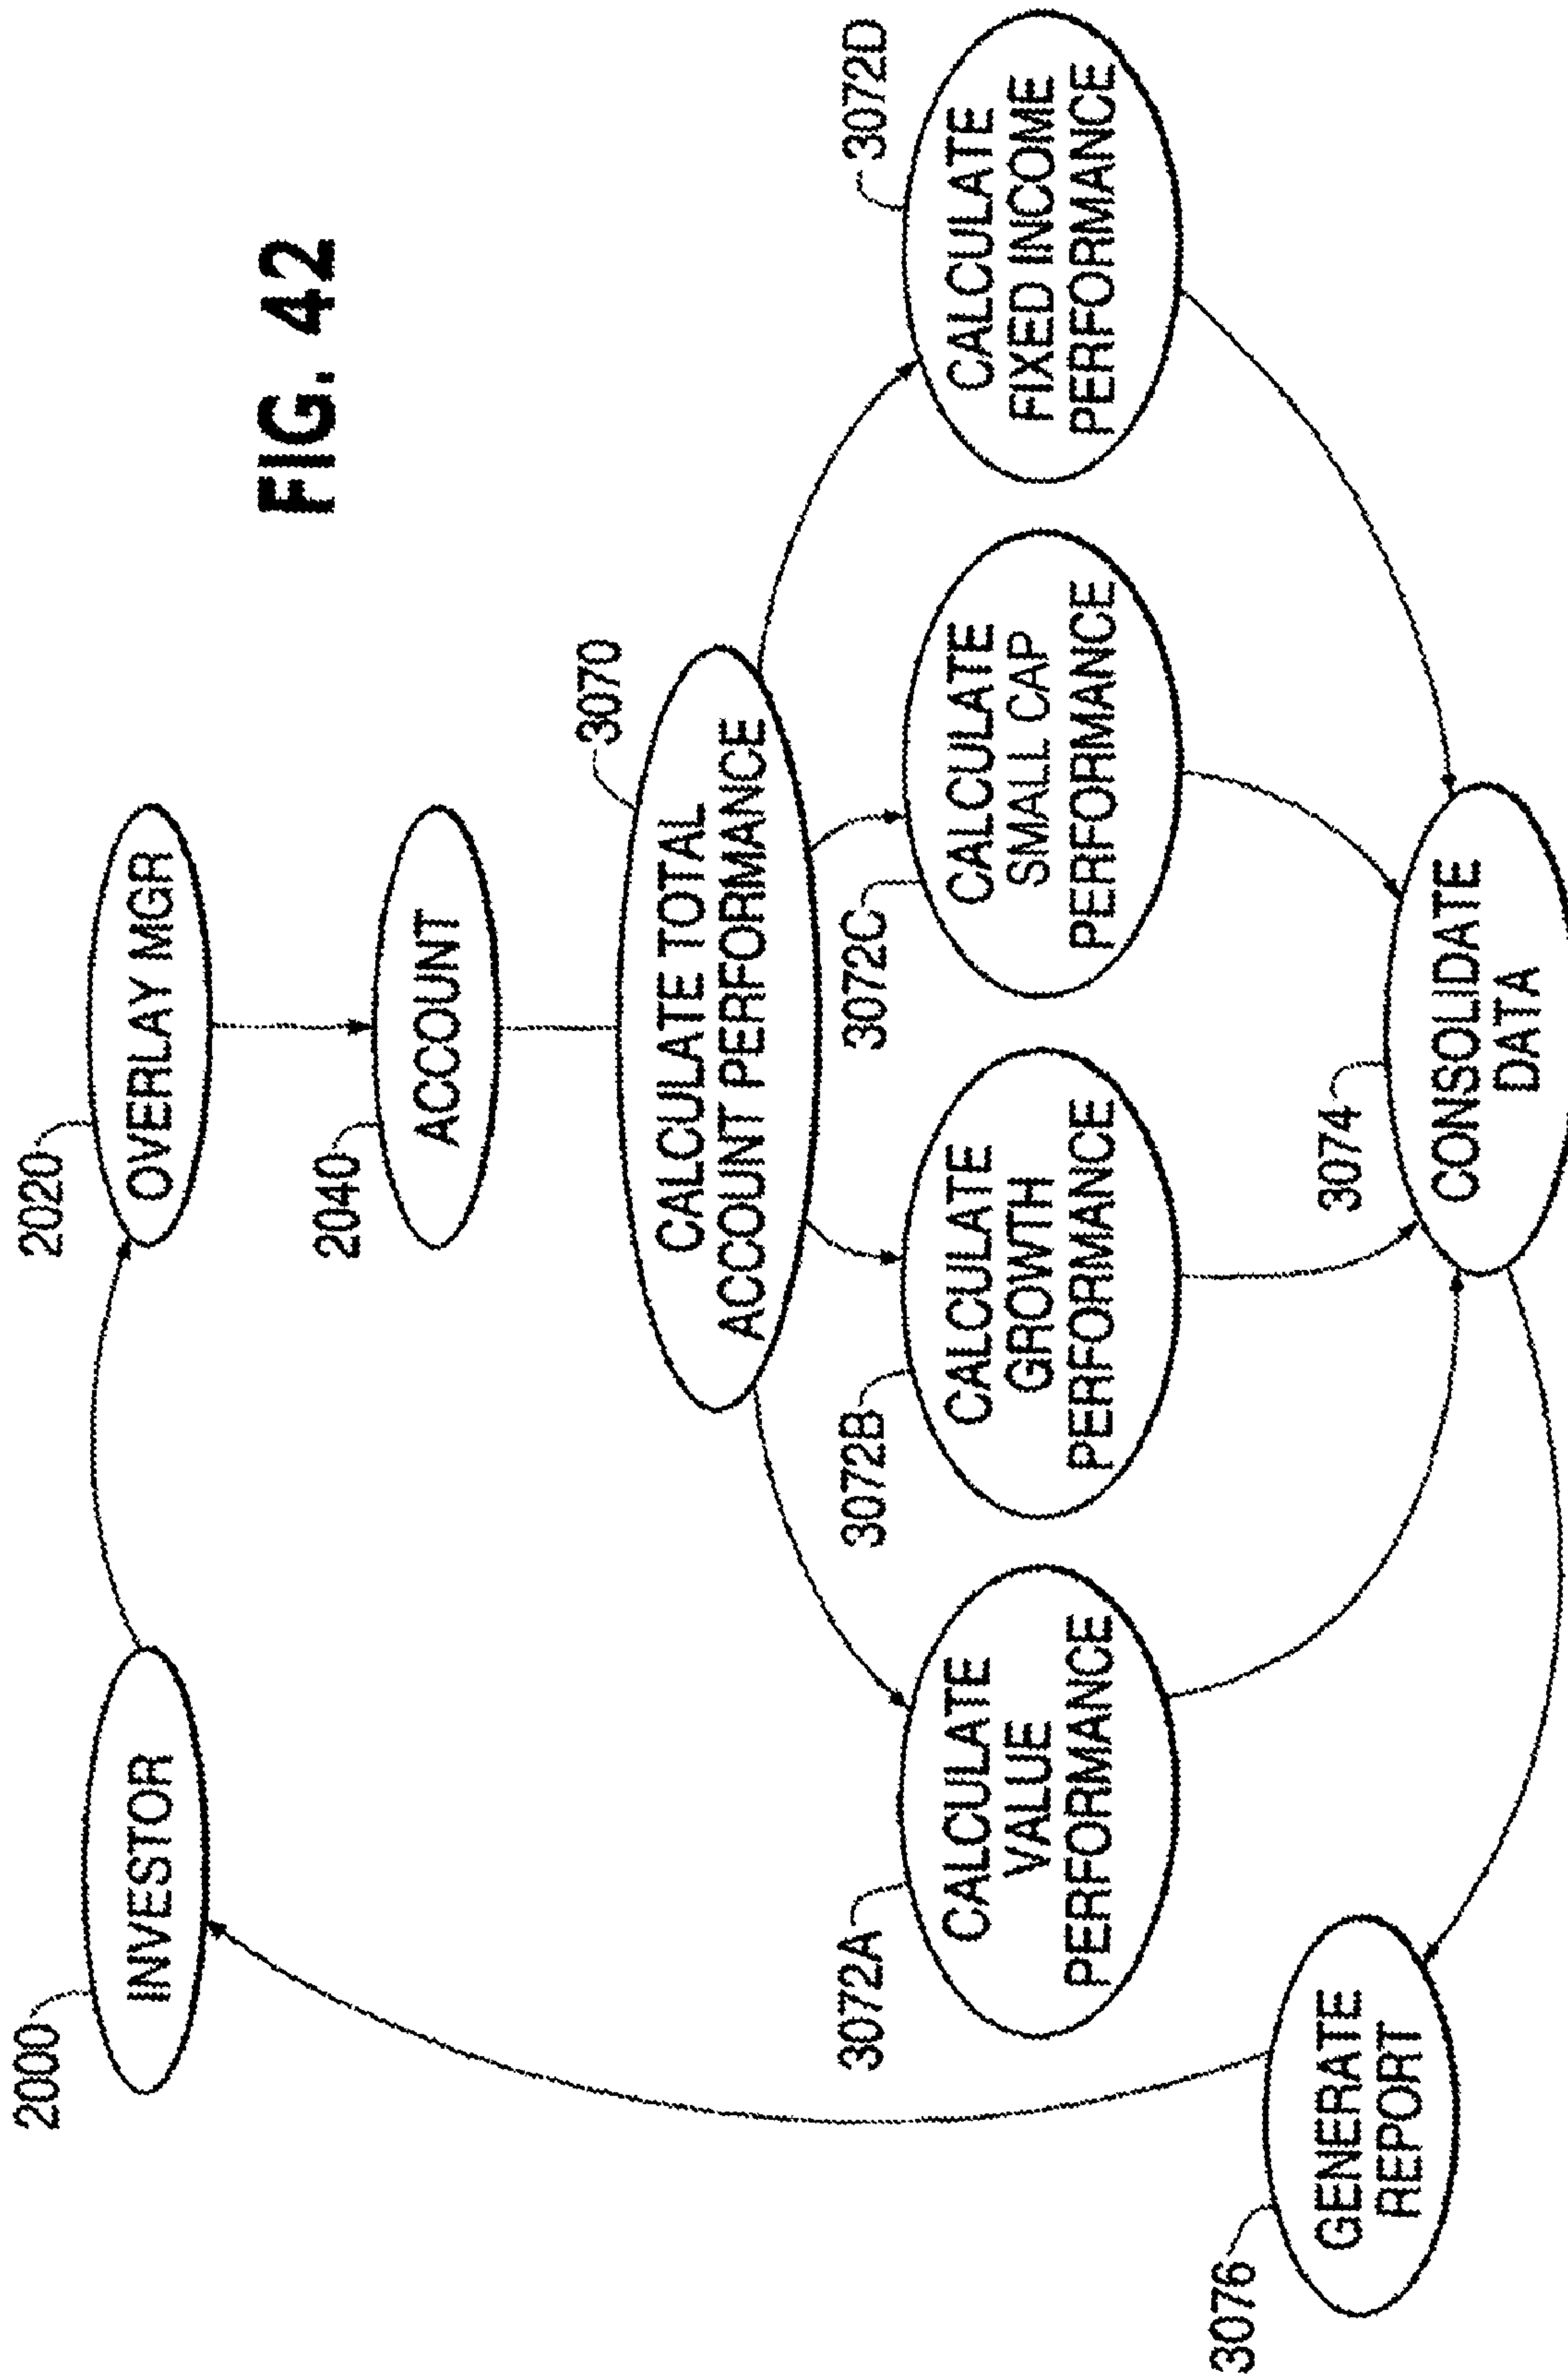 FIG. 42
2000
INVESTOR
2020
OVERLAY MGR
2040
ACCOUNT
3070
CALCULATE TOTAL
ACCOUNT PERFORMANCE
3072A
CALCULATE
VALUE
PERFORMANCE
3072B
CALCULATE
GROWTH
PERFORMANCE
3072C
CALCULATE
SMALL CAP
PERFORMANCE
3072D
CALCULATE
FIXED INCOME
PERFORMANCE
3074
CONSOLIDATE
DATA
3076
GENERATE
REPORT